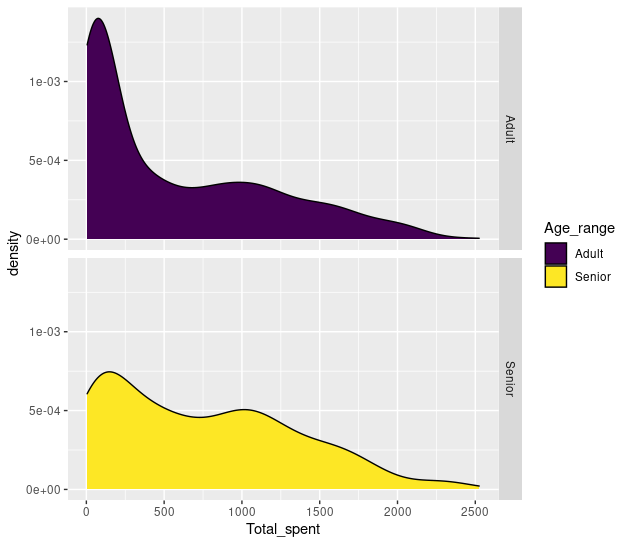 density
1e-03
5e-04
0e+00
Adult
1e-03
5e-04
0e+00
Senior
0 500 1000 1500 2000 2500
Total_spent
Age_range
Adult
Senior